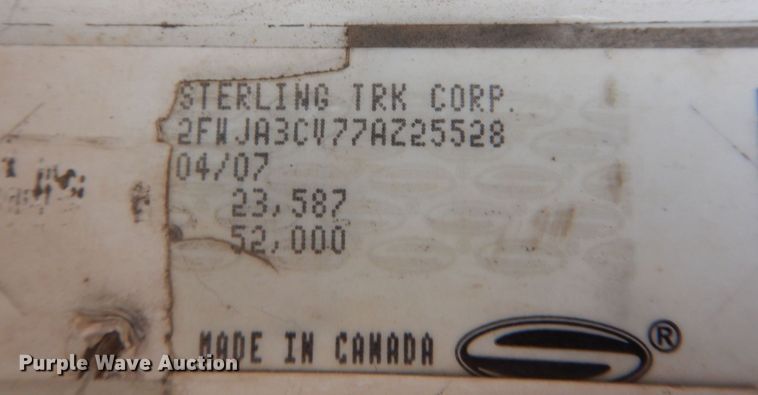 STERLING TRK CORP.
2FWJA3CV77AZ25528
04/07
23,587
52,000
MADE IN CANADA
®
Purple Wave Auction